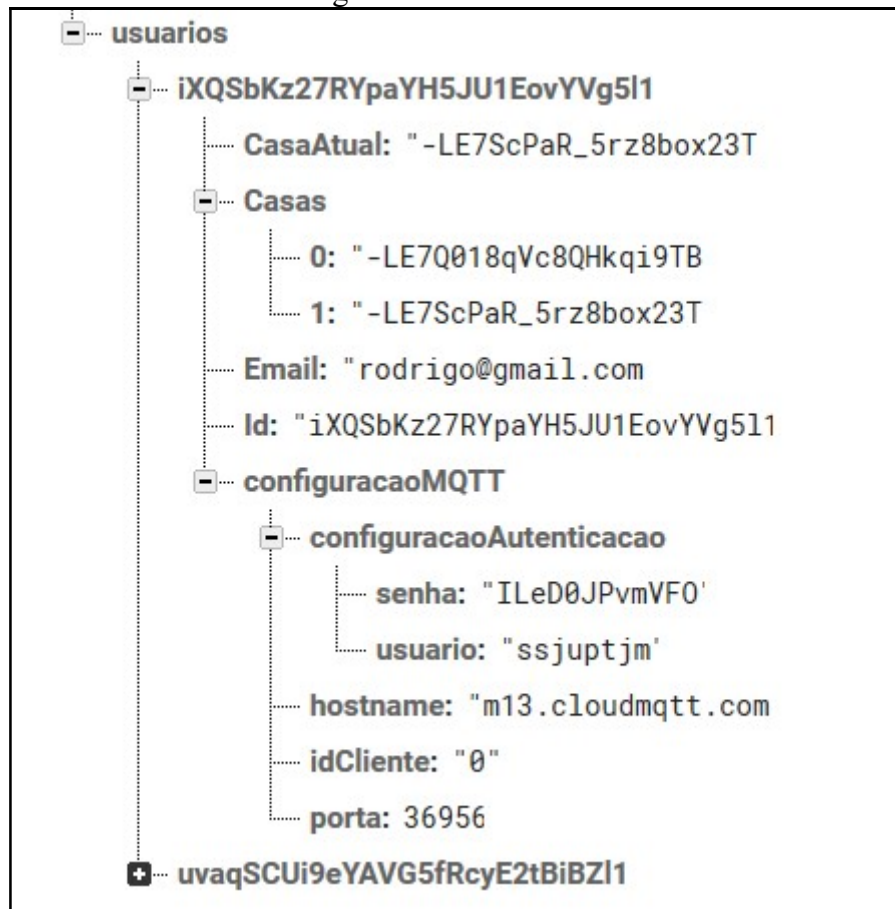 usuarios
iXQSbKz27RYpaYH5JU1EovYVg5l1
CasaAtual: "-LE7ScPaR_5rz8box23T
Casas
0: "-LE7Q018qVc8QHkqi9TB
1: "-LE7ScPaR_5rz8box23T
Email: "rodrigo@gmail.com
Id: "iXQSbKz27RYpaYH5JU1EovYVg5l1
configuracaoMQTT
configuracaoAutenticacao
senha: "ILeD0JPvmVFO'
usuario: "ssjuptjm'
hostname: "m13.cloudmqtt.com
idCliente: "0"
porta: 36956
uvaqSCUi9eYAVG5fRcyE2tBiBZl1